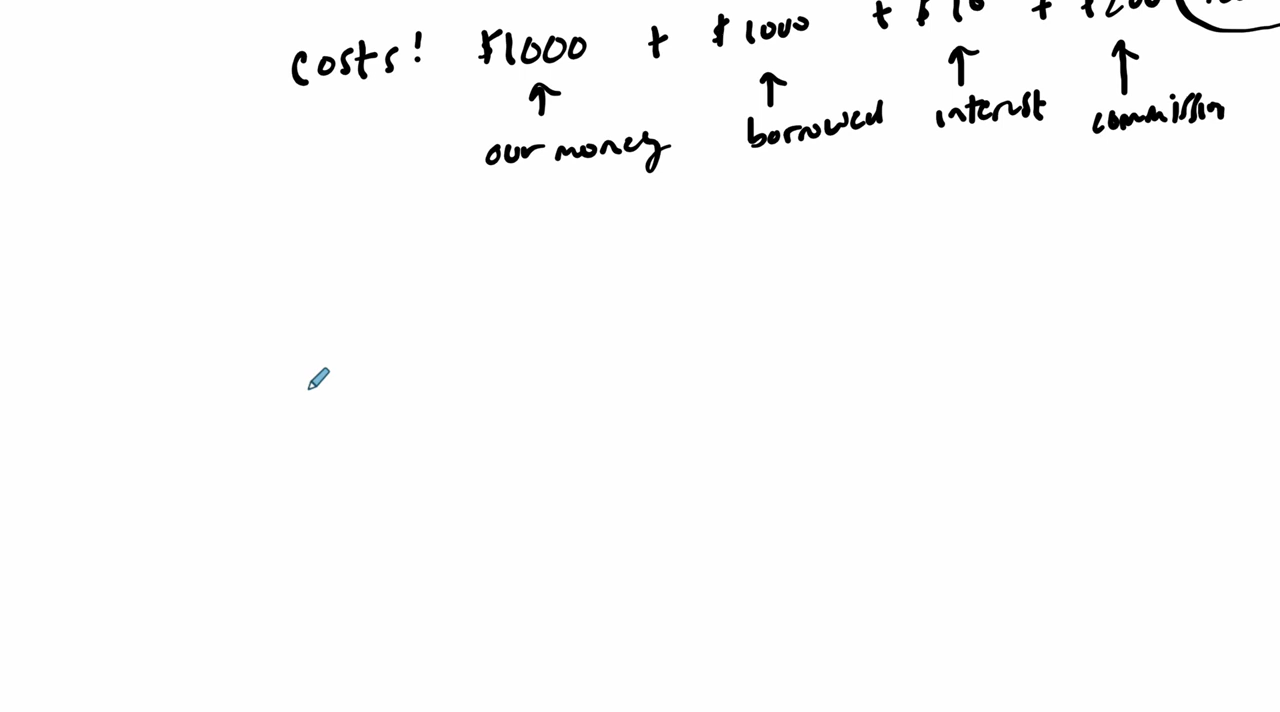 costs! $1000 + $1000 + $10 + $200
our money borrowed interest commission